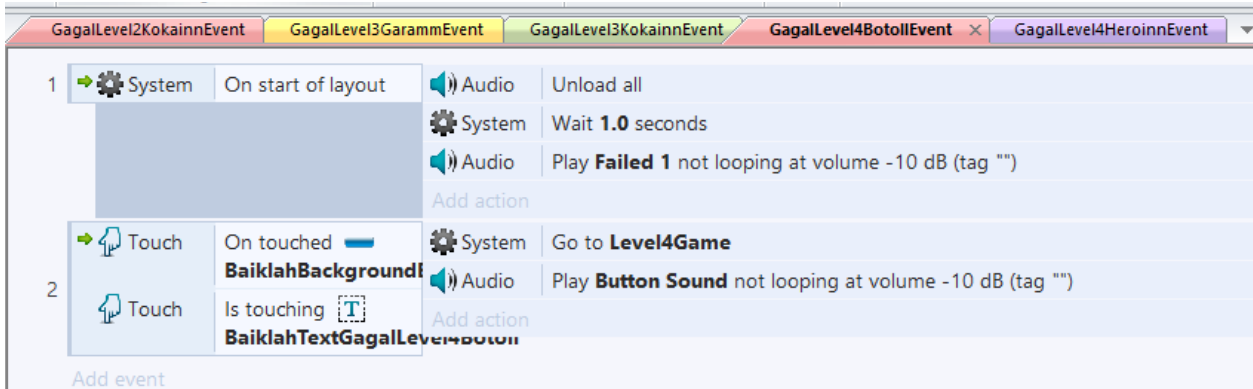 GagalLevel2KokainnEvent GagalLevel3GarammEvent GagalLevel3KokainnEvent GagalLevel4BotollEvent × GagalLevel4HeroinnEvent
1 System On start of layout Audio Unload all
System Wait 1.0 seconds
Audio Play Failed 1 not looping at volume -10 dB (tag "")
Add action
2 Touch On touched System Go to Level4Game
BaiklahBackground Audio Play Button Sound not looping at volume -10 dB (tag "")
Touch Is touching T Add action
BaiklahTextGagalLevel4Botoll
Add event